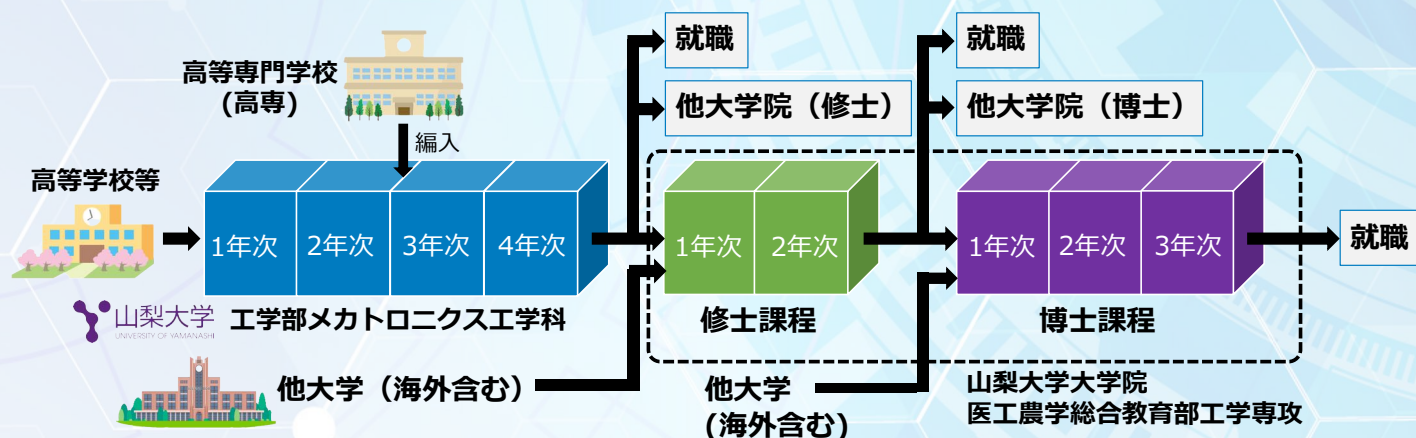 就職
就職
高等専門学校
(高専)
他大学院（修士）
他大学院（博士）
編入
高等学校等
1年次
2年次
3年次
4年次
1年次
2年次
1年次
2年次
3年次
就職
山梨大学
UNIVERSITY OF YAMANASHI
工学部メカトロニクス工学科
修士課程
博士課程
他大学（海外含む）
他大学
(海外含む)
山梨大学大学院
医工農学総合教育部工学専攻